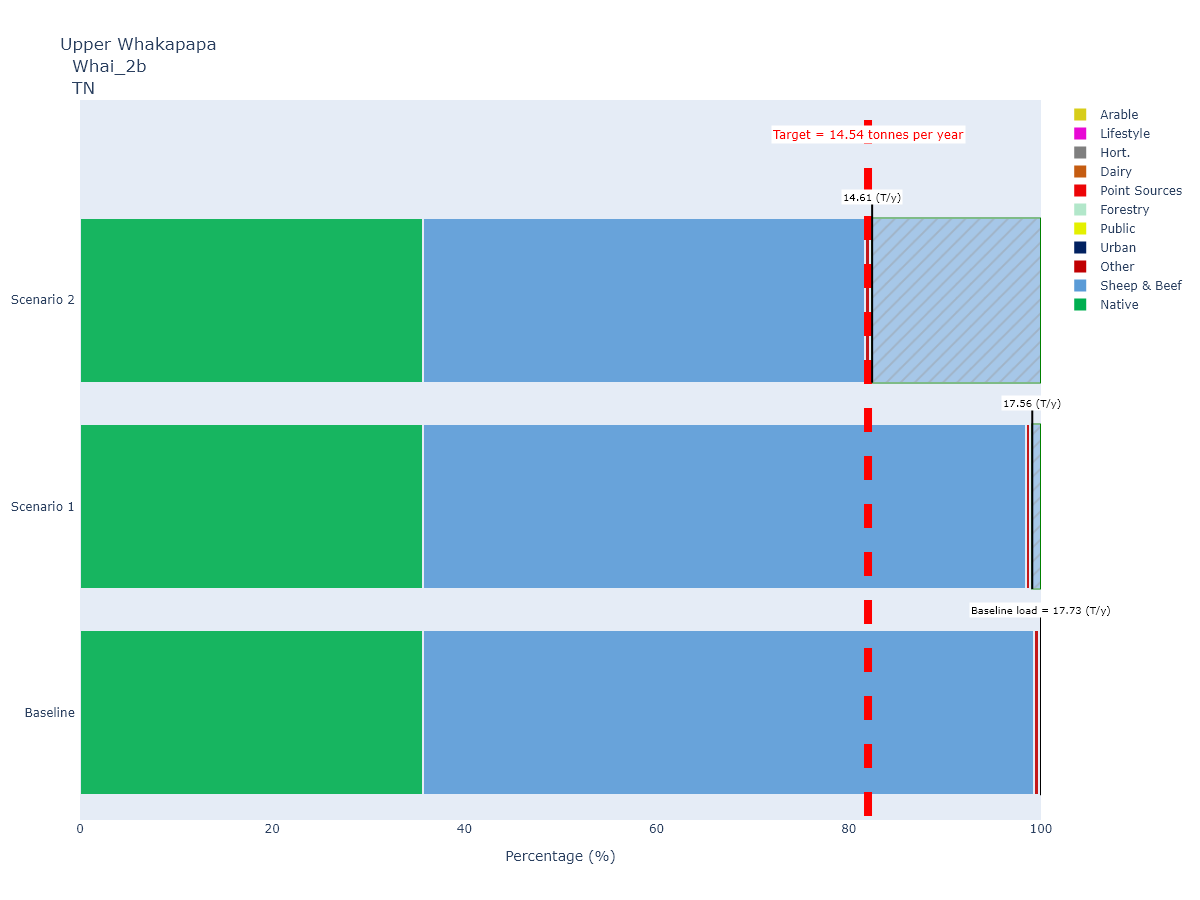 Upper Whakapapa
Whai_2b
TN
Target = 14.54 tonnes per year
14.61 (T/y)
Scenario 2
17.56 (T/y)
Scenario 1
Baseline load = 17.73 (T/y)
Baseline
0 20 40 60 80 100
Percentage (%)
Arable
Lifestyle
Hort.
Dairy
Point Sources
Forestry
Public
Urban
Other
Sheep & Beef
Native